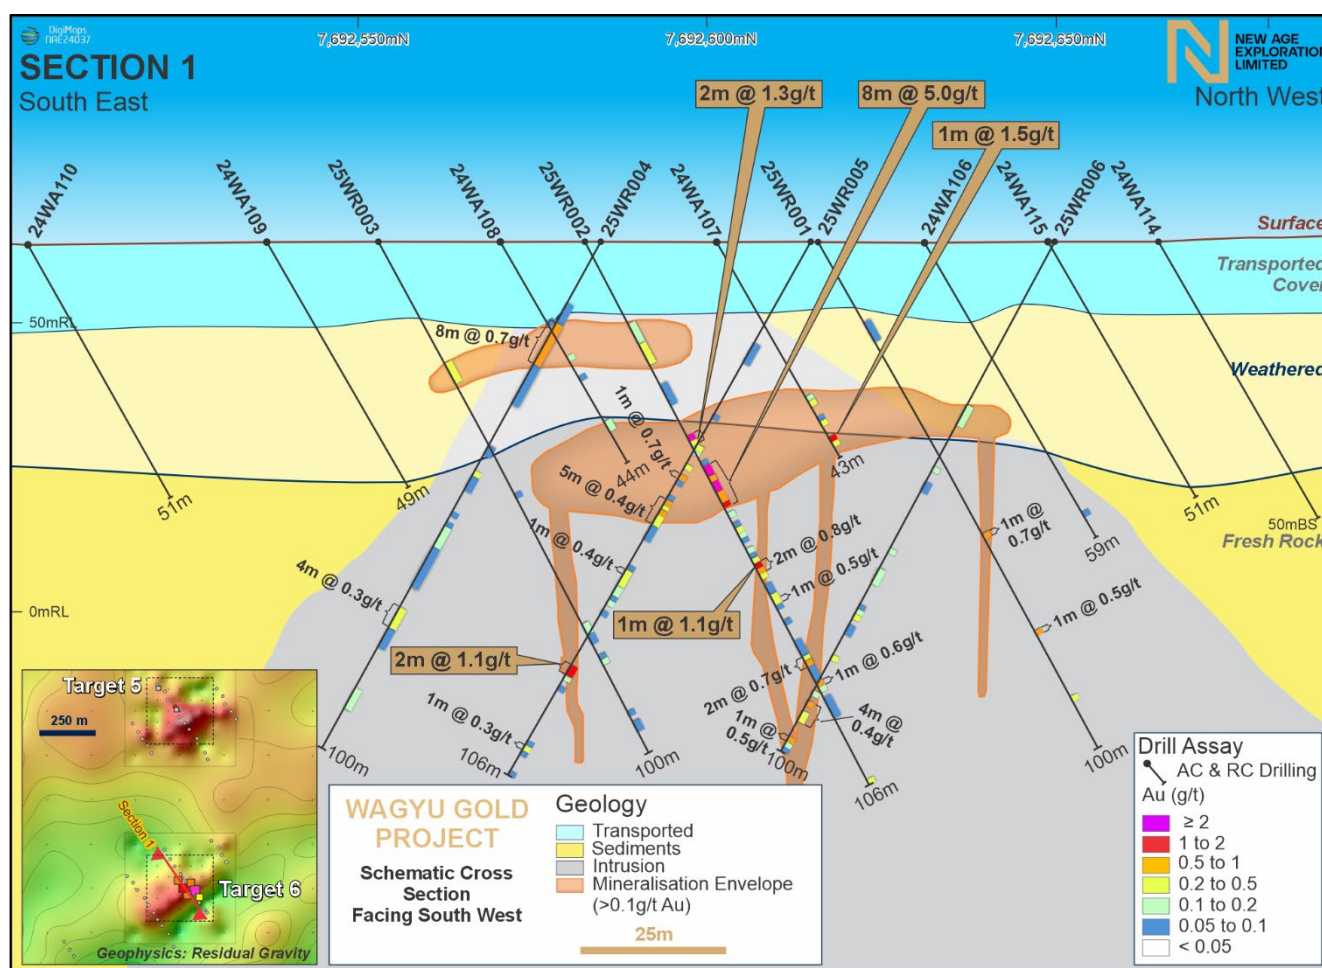 DigiMaps
NAE24037
7,692,550mN
7,692,600mN
7,692,650mN
SECTION 1
South East
NEW AGE
EXPLORATION
LIMITED
North West
2m @ 1.3g/t
8m @ 5.0g/t
1m @ 1.5g/t
24WA110
24WA109
25WR003
24WA108
25WR002
25WR004
24WA107
25WR001
25WR005
24WA106
24WA115
25WR006
24WA114
Surface
Transported
Cover
50mRL
8m @ 0.7g/t
Weathered
1m @ 0.7g/t
44m
43m
5m @ 0.4g/t
51m
49m
51m
50mBS
Fresh Rock
1m @
0.7g/t
59m
1m @ 0.4g/t
2m @ 0.8g/t
1m @ 0.5g/t
4m @ 0.3g/t
0mRL
1m @ 1.1g/t
1m @ 0.5g/t
2m @ 1.1g/t
2m @ 0.7g/t
1m @ 0.6g/t
4m @
0.4g/t
1m @ 0.3g/t
1m @
0.5g/t
100m
106m
100m
100m
106m
100m
Target 5
250 m
Section 1
Target 6
Geophysics: Residual Gravity
WAGYU GOLD
PROJECT
Schematic Cross
Section
Facing South West
Geology
Transported
Sediments
Intrusion
Mineralisation Envelope
(>0.1g/t Au)
25m
Drill Assay
AC & RC Drilling
Au (g/t)
≥ 2
1 to 2
0.5 to 1
0.2 to 0.5
0.1 to 0.2
0.05 to 0.1
< 0.05